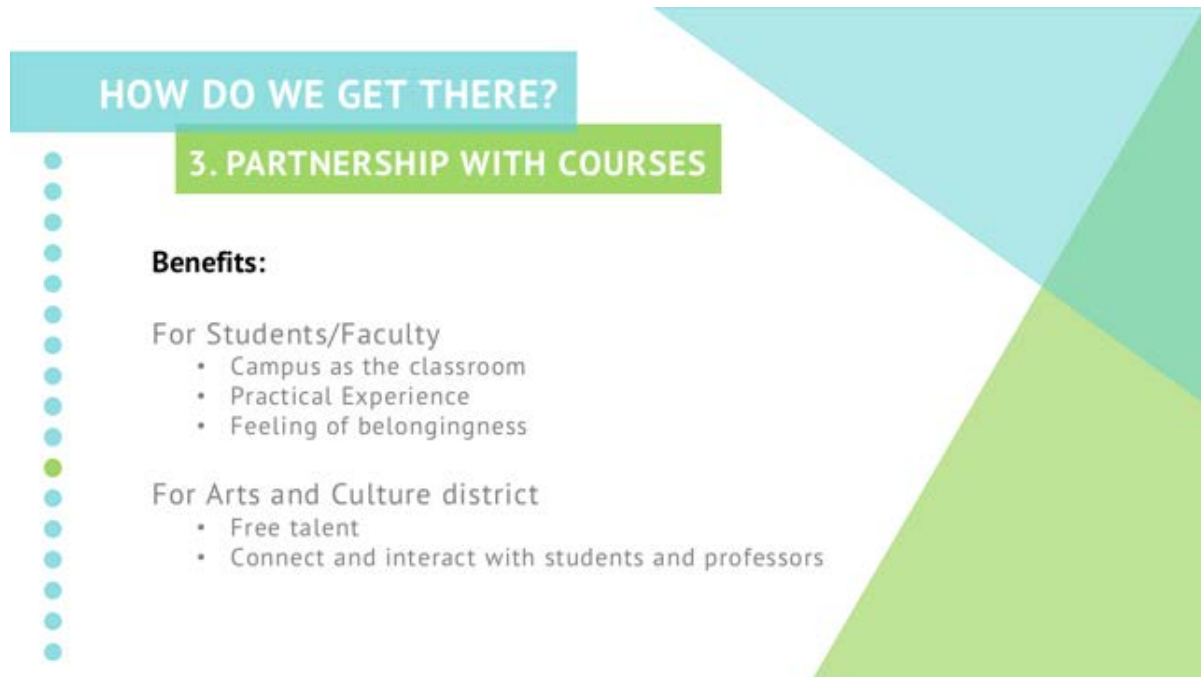 HOW DO WE GET THERE?
3. PARTNERSHIP WITH COURSES
Benefits:
For Students/Faculty
• Campus as the classroom
• Practical Experience
• Feeling of belongingness
For Arts and Culture district
• Free talent
• Connect and interact with students and professors